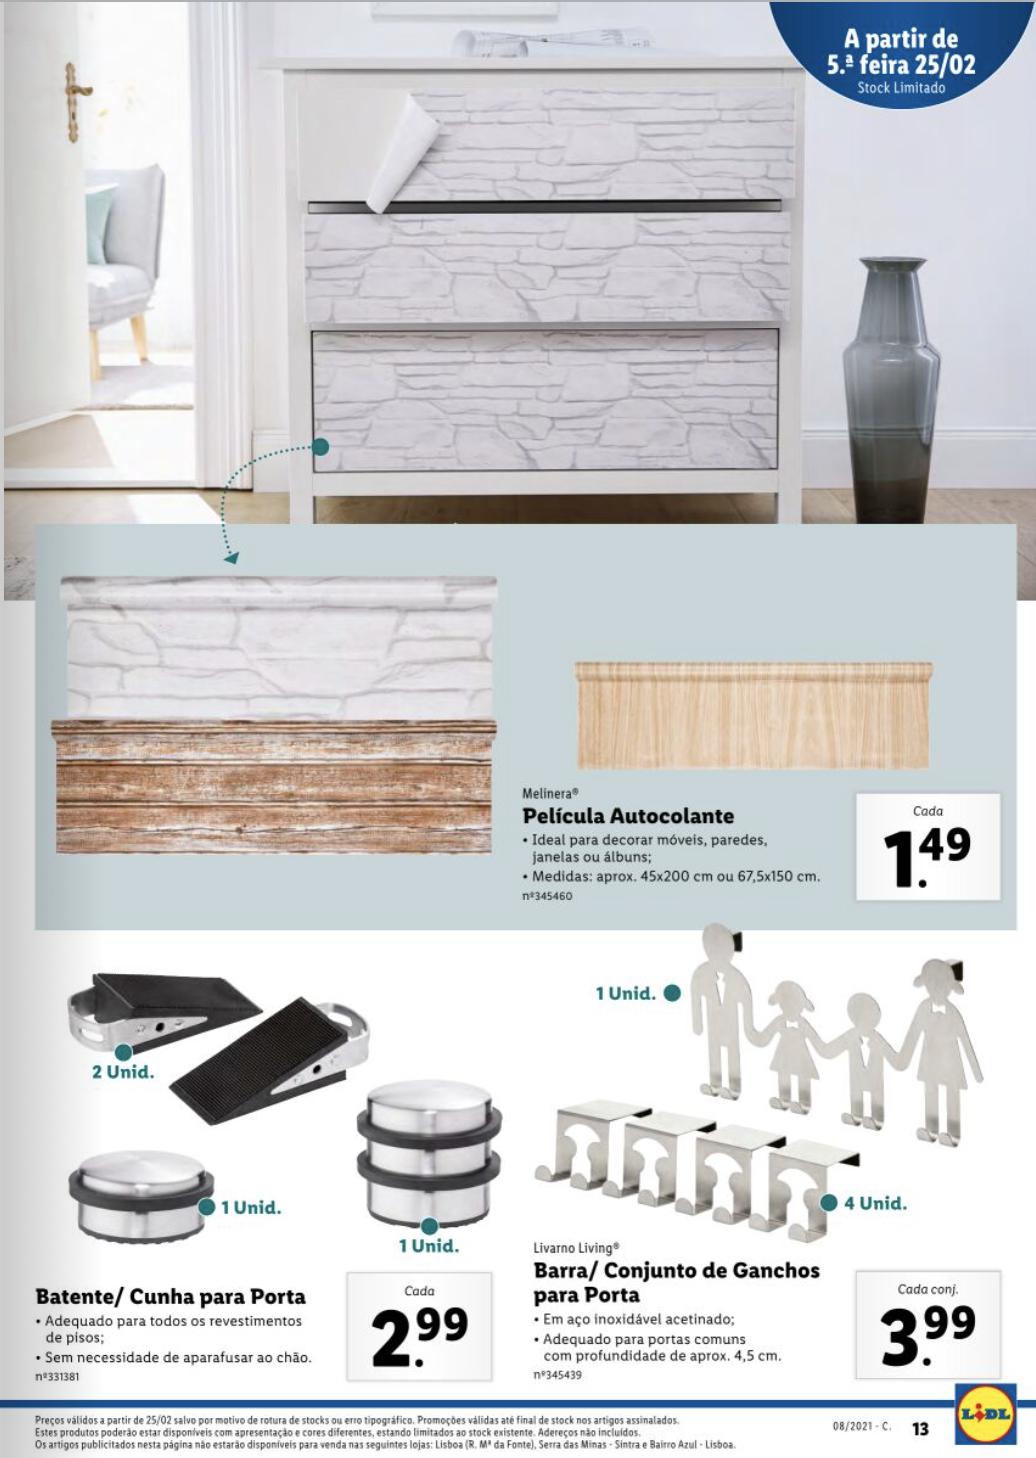 A partir de
5.ª feira 25/02
Stock Limitado
Melinera®
Película Autocolante
• Ideal para decorar móveis, paredes,
janelas ou álbuns;
• Medidas: aprox. 45x200 cm ou 67,5x150 cm.
nº345460
Cada
1.49
2 Unid.
1 Unid.
1 Unid.
Batente/ Cunha para Porta
• Adequado para todos os revestimentos
de pisos;
• Sem necessidade de aparafusar ao chão.
nº331381
Cada
2.99
1 Unid.
4 Unid.
Livarno Living®
Barra/ Conjunto de Ganchos
para Porta
• Em aço inoxidável acetinado;
• Adequado para portas comuns
com profundidade de aprox. 4,5 cm.
nº345439
Cada conj.
3.99
Preços válidos a partir de 25/02 salvo por motivo de rotura de stocks ou erro tipográfico. Promoções válidas até final de stock nos artigos assinalados.
Estes produtos poderão estar disponíveis com apresentação e cores diferentes, estando limitados ao stock existente. Adereços não incluídos.
Os artigos publicitados nesta página não estarão disponíveis para venda nas seguintes lojas: Lisboa (R. Mª da Fonte), Serra das Minas - Sintra e Bairro Azul - Lisboa.
08/2021 - C. 13
LIDL